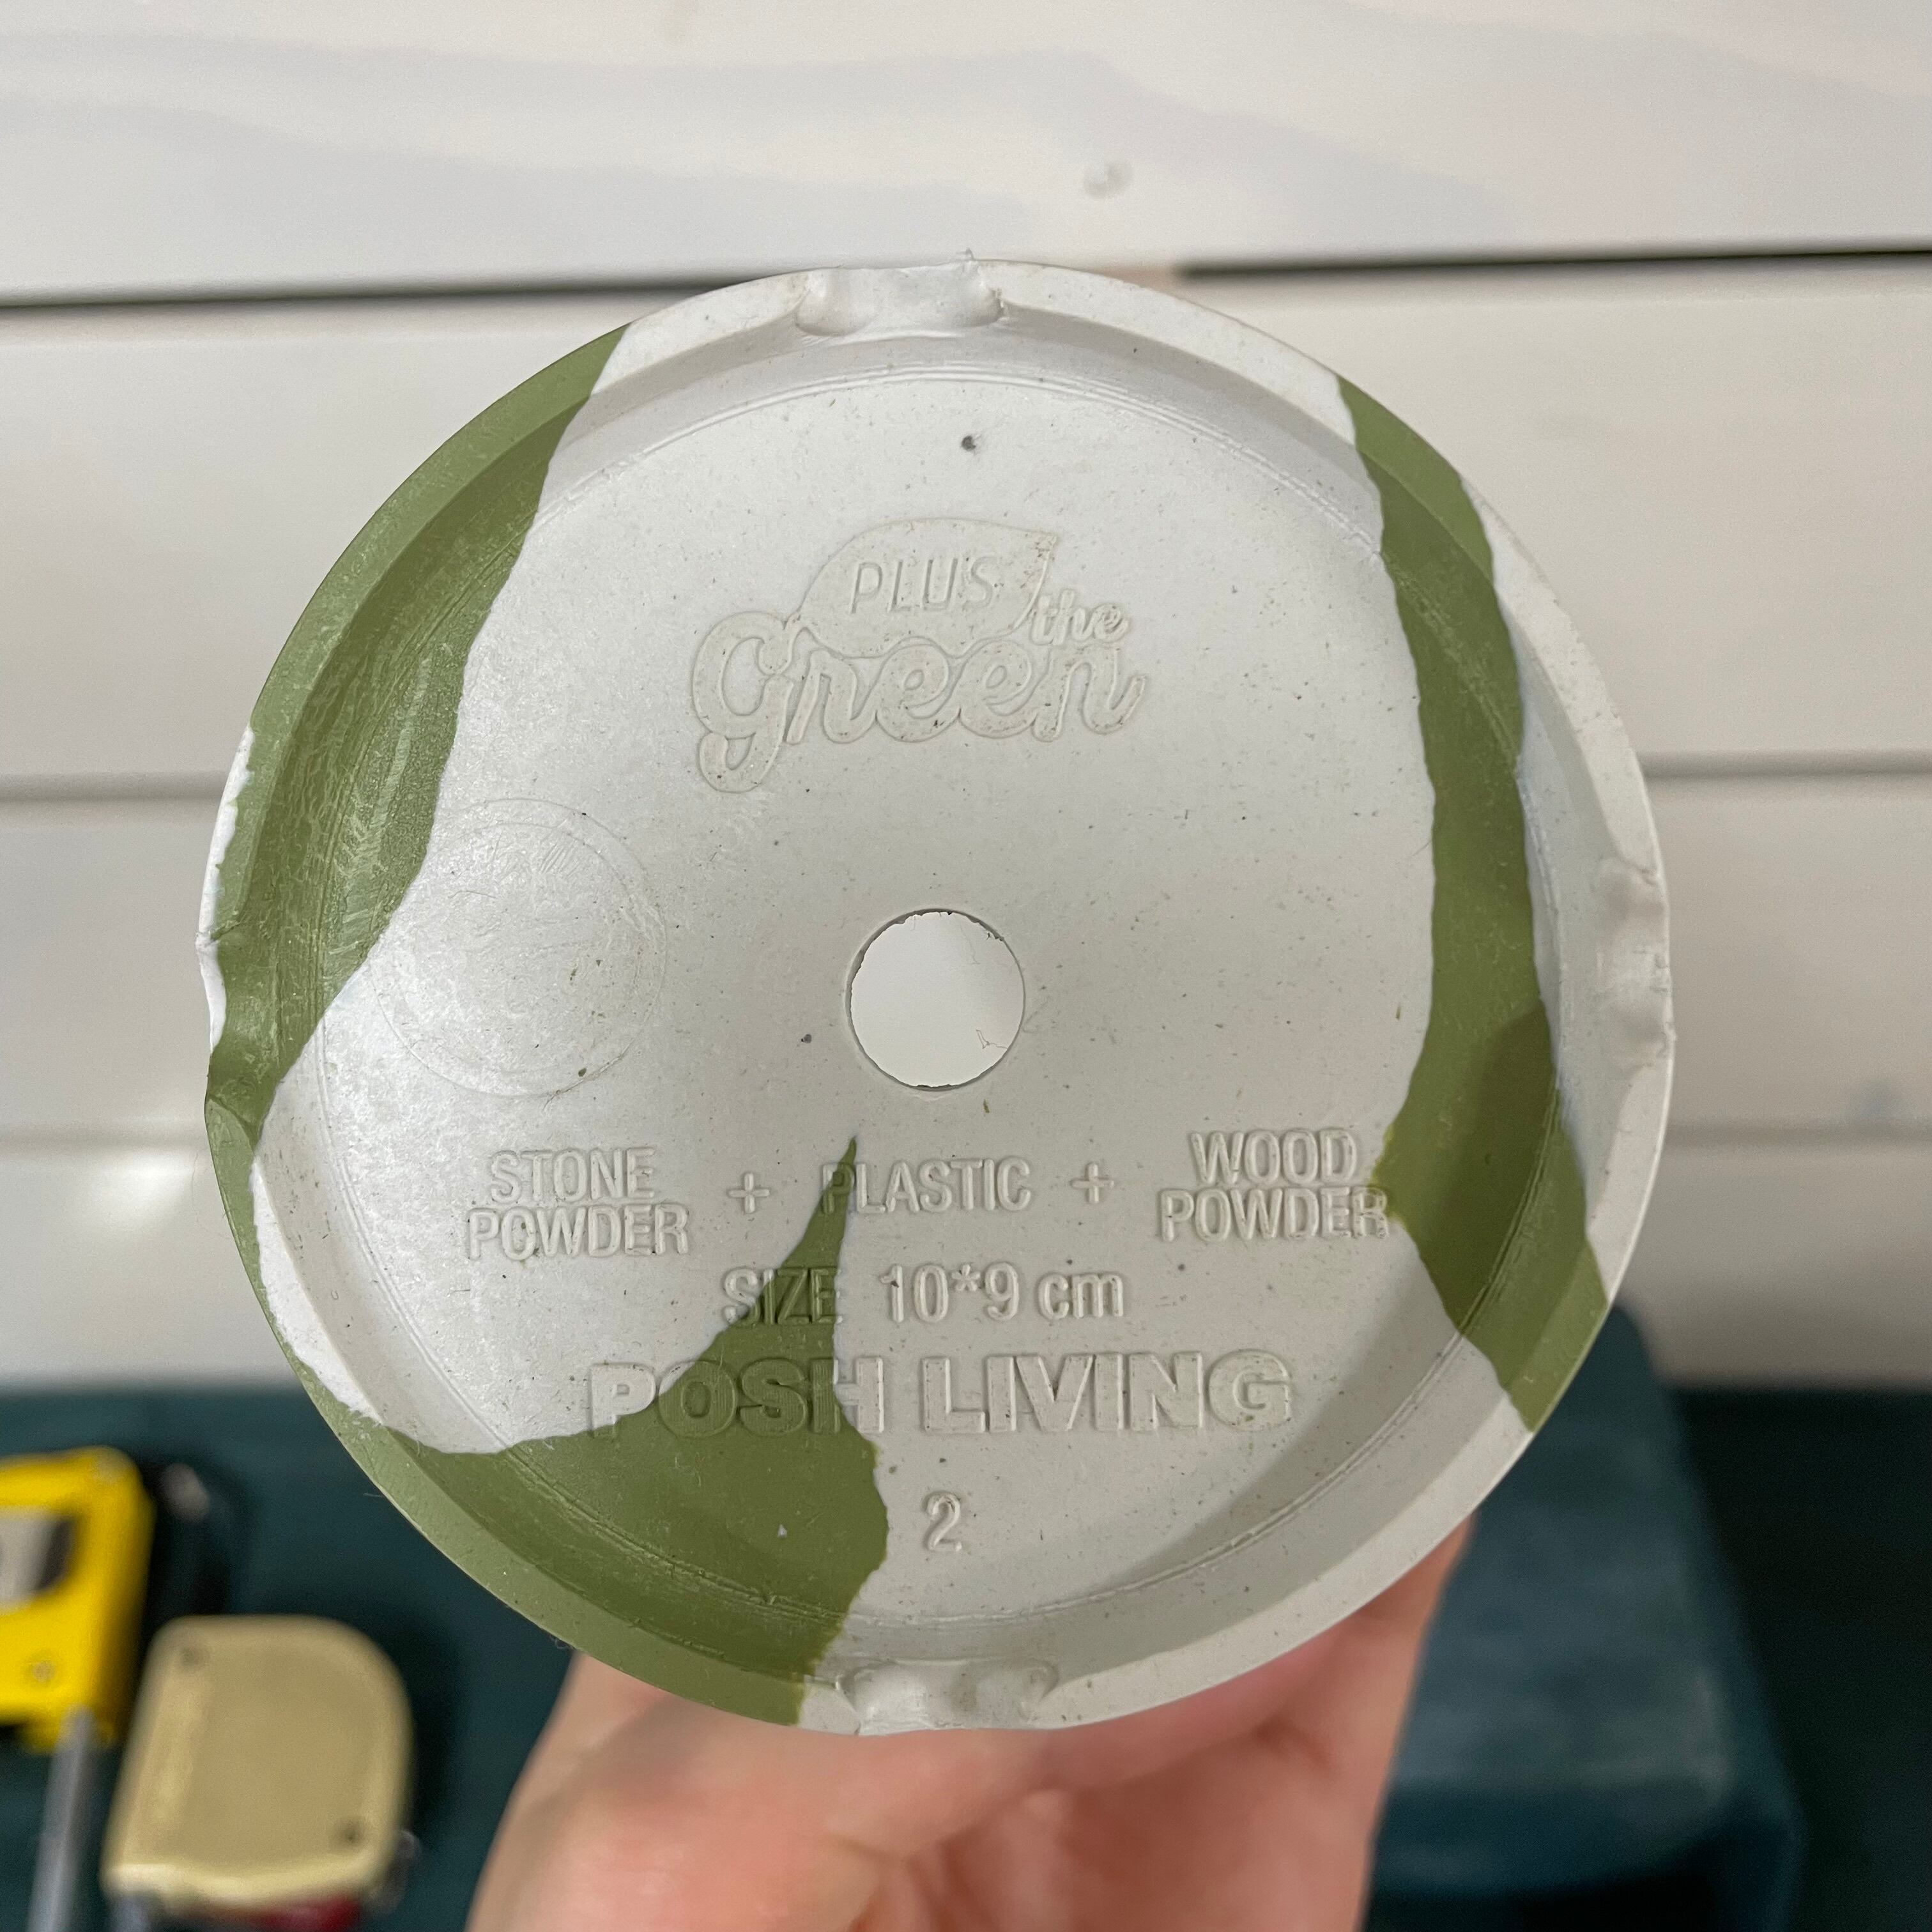 PLUS
the
Green
STONE POWDER + PLASTIC + WOOD POWDER
SIZE 10*9 cm
POSH LIVING
2